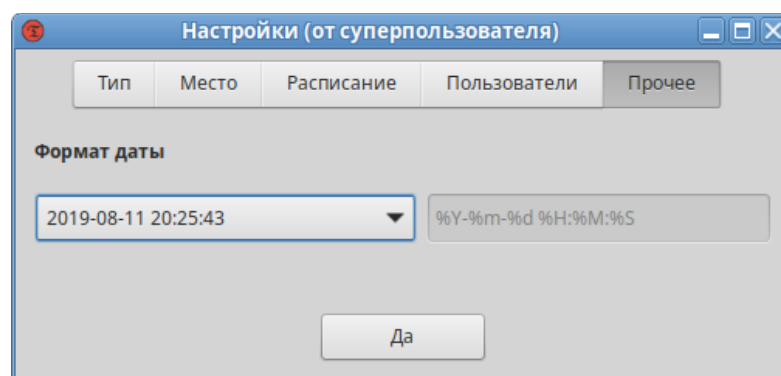 Настройки (от суперпользователя)
Тип Место Расписание Пользователи Прочее
Формат даты
2019-08-11 20:25:43 %Y-%m-%d %H:%M:%S
Да